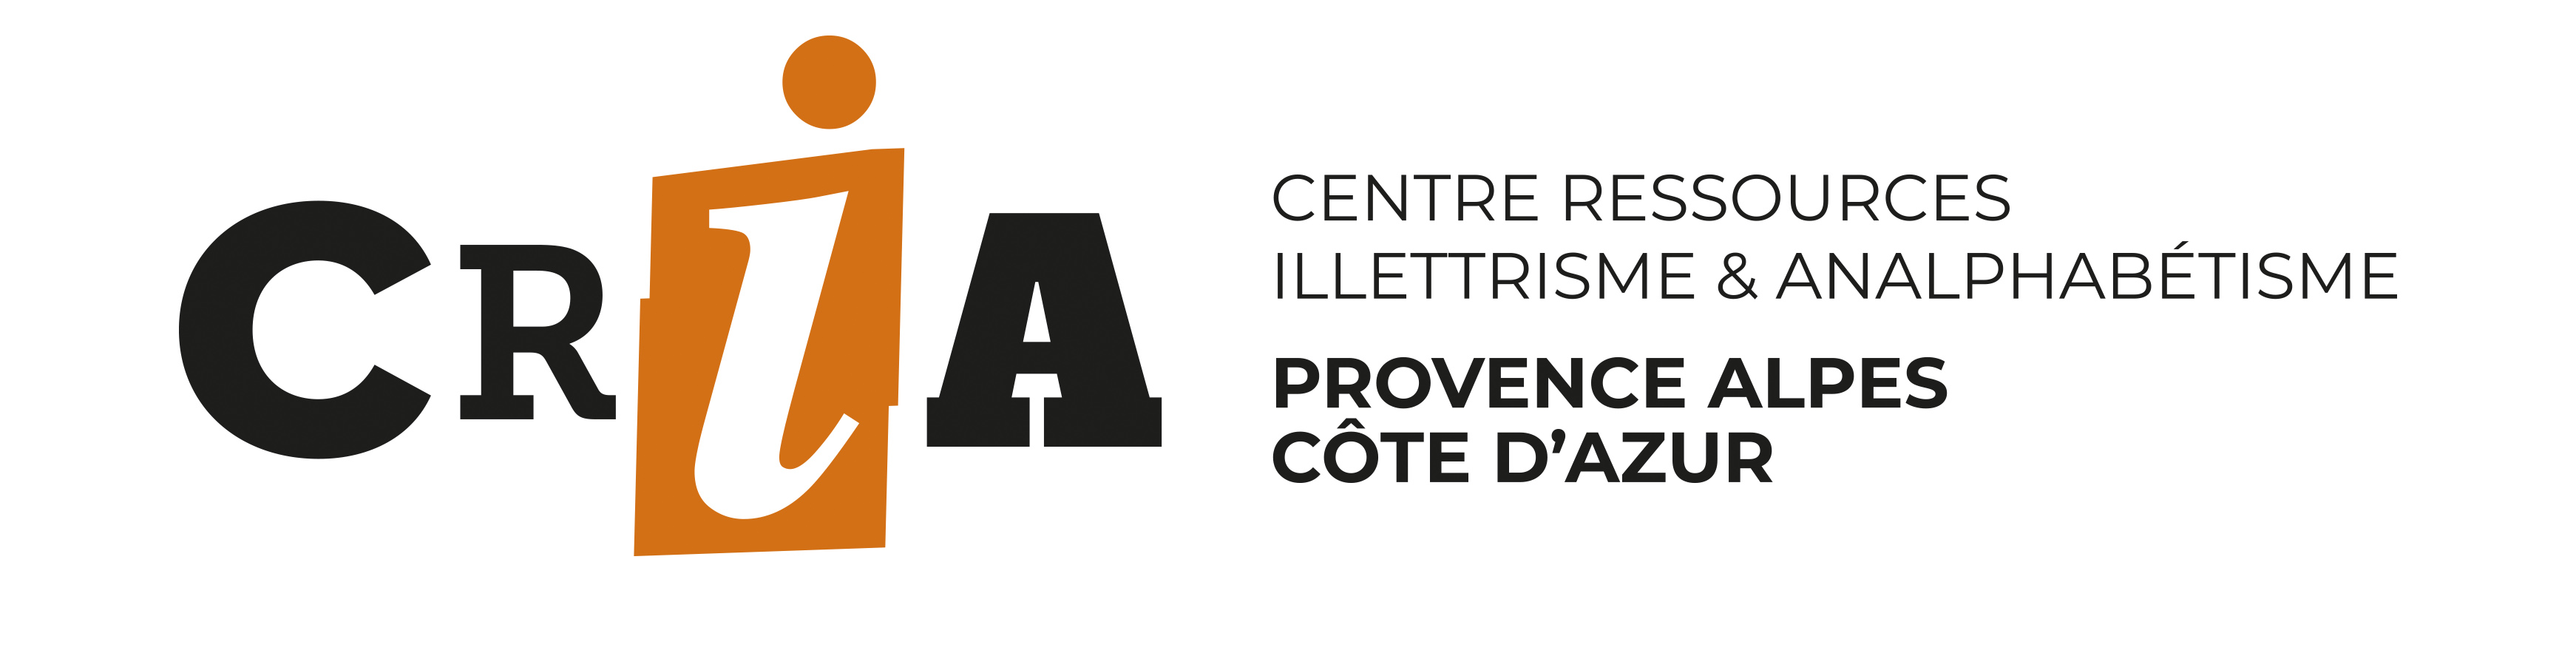 CRiA
CENTRE RESSOURCES
ILLETTRISME & ANALPHABÉTISME
PROVENCE ALPES
CÔTE D’AZUR